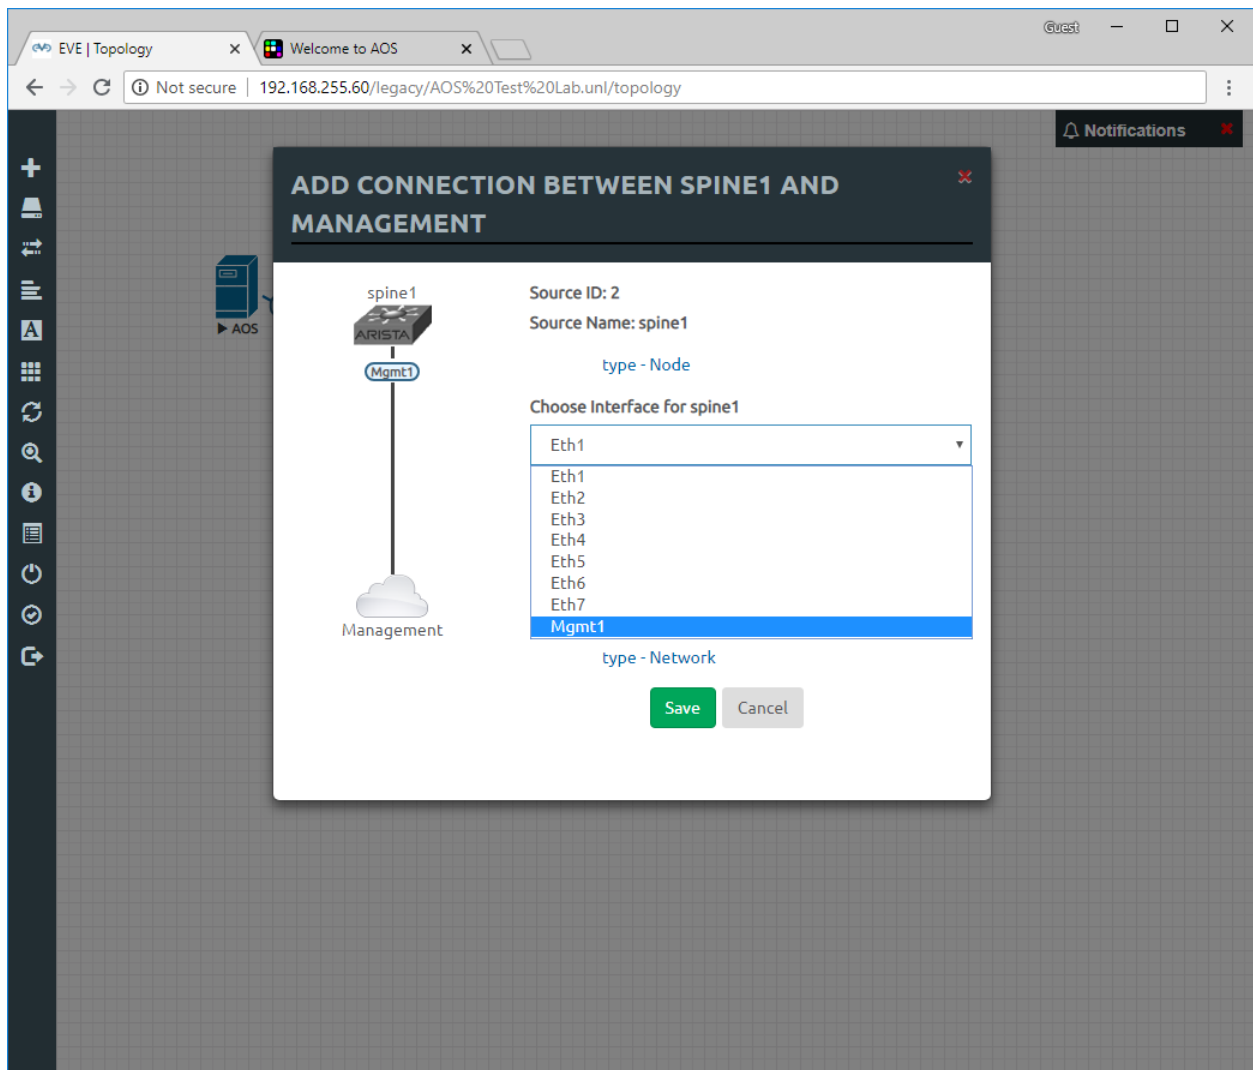 Guest
EVE | Topology
Welcome to AOS
Not secure | 192.168.255.60/legacy/AOS%20Test%20Lab.unl/topology
Notifications
ADD CONNECTION BETWEEN SPINE1 AND
MANAGEMENT
AOS
spine1
ARISTA
Mgmt1
Management
Source ID: 2
Source Name: spine1
type - Node
Choose Interface for spine1
Eth1
Eth1
Eth2
Eth3
Eth4
Eth5
Eth6
Eth7
Mgmt1
type - Network
Save
Cancel